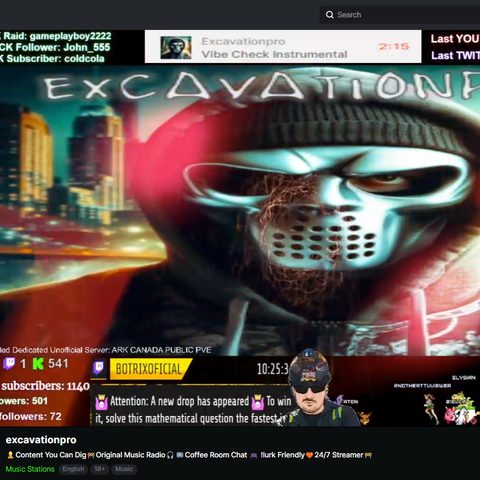 Search
Raid: gameplayboy2222
CK Follower: John_555
Subscriber: coldcola
Excavationpro
Vibe Check Instrumental
2:15
Last YOU
Last TWIT
EXCAVATIONP
Dedicated Unofficial Server: ARK CANADA PUBLIC PVE
1 541
subscribers: 1140
owers: 501
followers: 72
BOTRIXOFICIAL
10:25:3
Attention: A new drop has appeared To win
it, solve this mathematical question the fastest
ELYSIAN
ANOTHERTTVVIEWER
excavationpro
Content You Can Dig Original Music Radio Coffee Room Chat !lurk Friendly 24/7 Streamer
Music Stations English 18+ Music